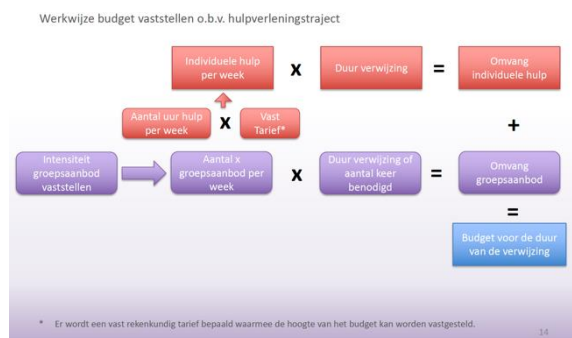 Werkwijze budget vaststellen o.b.v. hulpverleningstraject
Individuele hulp
per week
x
Duur verwijzing
=
Omvang
individuele hulp
Aantal uur hulp
per week
x
Vast
Tarief*
+
Intensiteit
groepsaanbod
vaststellen
Aantal x
groepsaanbod per
week
x
Duur verwijzing of
aantal keer
benodigd
=
Omvang
groepsaanbod
=
Budget voor de duur
van de verwijzing
* Er wordt een vast rekenkundig tarief bepaald waarmee de hoogte van het budget kan worden vastgesteld.
14